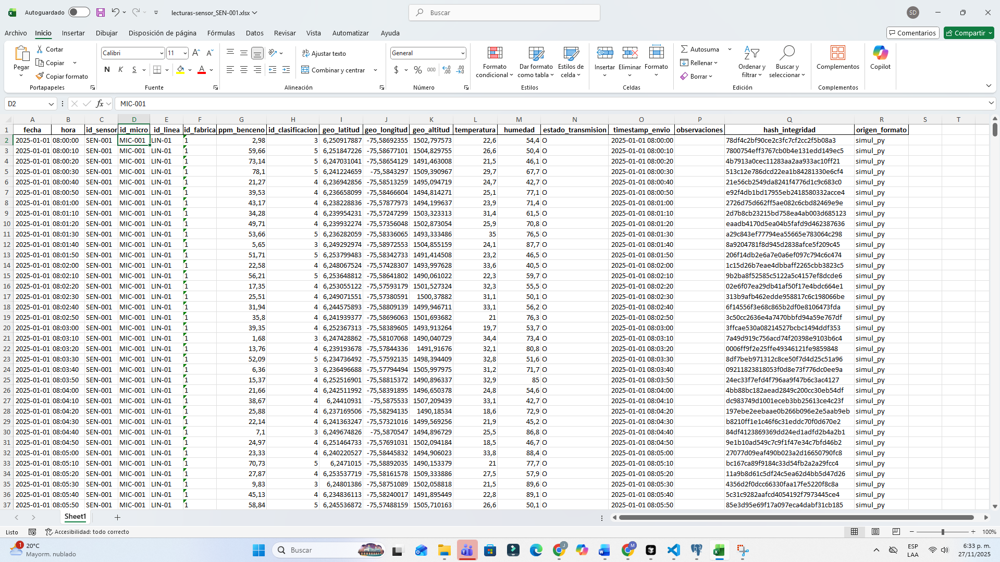 Autoguardado
lecturas-sensor_SEN-001.xlsx
Buscar
SD
Archivo Inicio Insertar Dibujar Disposición de página Fórmulas Datos Revisar Vista Automatizar Ayuda
Comentarios Compartir
Pegar
Cortar
Copiar
Copiar formato
Portapapeles
Calibri 11
N K S
Fuente
Ajustar texto
Combinar y centrar
Alineación
General
$ % 000
Número
Formato condicional
Dar formato como tabla
Estilos de celda
Estilos
Insertar Eliminar Formato
Celdas
Autosuma
Rellenar
Borrar
Ordenar y filtrar
Buscar y seleccionar
Edición
Complementos
Complementos
Copilot
D2 fx MIC-001
A B C D E F G H I J K L M N O P Q R S T
1 fecha hora id_sensor id_micro id_linea id_fabrica ppm_benceno id_clasificacion geo_latitud geo_longitud geo_altitud temperatura humedad estado_transmision timestamp_envio observaciones hash_integridad origen_formato
2 2025-01-01 08:00:00 SEN-001 MIC-001 LIN-01 1 2,98 3 6,250917887 -75,58692355 1502,797573 22,6 54,4 O 2025-01-01 08:00:00 78df4c2bf90ce2c3fc7cf2cc2f5b08a3 simul_py
3 2025-01-01 08:00:10 SEN-001 MIC-001 LIN-01 1 59,66 5 6,251847226 -75,58677101 1504,829755 26,6 50,4 O 2025-01-01 08:00:10 7800754eff3767cb0b4e131edd149ec5 simul_py
4 2025-01-01 08:00:20 SEN-001 MIC-001 LIN-01 1 73,14 5 6,247031041 -75,58654129 1491,463008 21,5 46,1 O 2025-01-01 08:00:20 4b7913a0cec11283aa2aa933ac10ff21 simul_py
5 2025-01-01 08:00:30 SEN-001 MIC-001 LIN-01 1 78,1 5 6,241224659 -75,5843297 1509,390967 29,7 67,7 O 2025-01-01 08:00:30 513c12e786dcd22ea1b84281330e6cf4 simul_py
6 2025-01-01 08:00:40 SEN-001 MIC-001 LIN-01 1 21,27 4 6,236942856 -75,58513259 1495,094719 24,7 42,7 O 2025-01-01 08:00:40 21e56cb2549da8241f4776d1c9c683c0 simul_py
7 2025-01-01 08:00:50 SEN-001 MIC-001 LIN-01 1 39,53 4 6,236658099 -75,58466604 1494,814271 25,1 77,1 O 2025-01-01 08:00:50 e92f4db1bd17955eb2418580332acce4 simul_py
8 2025-01-01 08:01:00 SEN-001 MIC-001 LIN-01 1 43,17 4 6,238228836 -75,57877973 1494,199637 23,9 71,4 O 2025-01-01 08:01:00 2726d75d662ff5ae082c6cbd82469e9e simul_py
9 2025-01-01 08:01:10 SEN-001 MIC-001 LIN-01 1 34,28 4 6,239954231 -75,57247299 1503,323313 31,4 61,5 O 2025-01-01 08:01:10 2d7b8cb23215bd758ea4ab003d685123 simul_py
10 2025-01-01 08:01:20 SEN-001 MIC-001 LIN-01 1 49,71 4 6,239932274 -75,57356048 1502,873054 25,9 70,8 O 2025-01-01 08:01:20 eaadb4170d5ea04b5fafd9d462387636 simul_py
11 2025-01-01 08:01:30 SEN-001 MIC-001 LIN-01 1 53,66 5 6,236282059 -75,58336065 1493,333486 35 76,5 O 2025-01-01 08:01:30 a29c843ef77794ea55665e783064c298 simul_py
12 2025-01-01 08:01:40 SEN-001 MIC-001 LIN-01 1 5,65 3 6,249292974 -75,58972553 1504,855159 24,1 87,7 O 2025-01-01 08:01:40 8a9204781f8d945d2838afce5f209c45 simul_py
13 2025-01-01 08:01:50 SEN-001 MIC-001 LIN-01 1 51,71 5 6,253799483 -75,58342733 1491,414508 23,2 46,5 O 2025-01-01 08:01:50 206f14db2e6a7e0a6ef097c794c6c474 simul_py
14 2025-01-01 08:02:00 SEN-001 MIC-001 LIN-01 1 22,58 4 6,248067524 -75,57428307 1493,997628 33,6 40,5 O 2025-01-01 08:02:00 1c15d26b7eae4dbbaff2265cbb3823c5 simul_py
15 2025-01-01 08:02:10 SEN-001 MIC-001 LIN-01 1 56,21 5 6,253648812 -75,58641802 1490,061022 22,3 59,7 O 2025-01-01 08:02:10 9b2ba8f52585c5122a5c4157ef8dcde6 simul_py
16 2025-01-01 08:02:20 SEN-001 MIC-001 LIN-01 1 17,35 4 6,253055122 -75,57593179 1501,527324 32,3 55,5 O 2025-01-01 08:02:20 02e6f07ea29db41af50f17e4bdc664e1 simul_py
17 2025-01-01 08:02:30 SEN-001 MIC-001 LIN-01 1 25,51 4 6,249071551 -75,57380591 1500,37882 31,1 50,1 O 2025-01-01 08:02:30 313b9afb462edde958817c6c198066be simul_py
18 2025-01-01 08:02:40 SEN-001 MIC-001 LIN-01 1 31,94 4 6,244575893 -75,58809139 1499,946711 33,1 56,2 O 2025-01-01 08:02:40 6f14556f3e68c865b2df0e8106473fda simul_py
19 2025-01-01 08:02:50 SEN-001 MIC-001 LIN-01 1 35,8 4 6,241939377 -75,58696063 1501,693682 21 76,3 O 2025-01-01 08:02:50 3c50cc2636e4a7470bbfd94a59e767df simul_py
20 2025-01-01 08:03:00 SEN-001 MIC-001 LIN-01 1 39,35 4 6,252367313 -75,58389605 1493,913264 19,7 53,7 O 2025-01-01 08:03:00 3ffcae530a08214527bcbc1494ddf353 simul_py
21 2025-01-01 08:03:10 SEN-001 MIC-001 LIN-01 1 1,68 3 6,247428862 -75,58107068 1490,040729 34,4 73,4 O 2025-01-01 08:03:10 7a49d919c756acd74f20398e9103b6c4 simul_py
22 2025-01-01 08:03:20 SEN-001 MIC-001 LIN-01 1 13,76 4 6,239193678 -75,57844336 1491,91676 32,1 80,8 O 2025-01-01 08:03:20 0006ff9f2e25ffe49346121fe9859848 simul_py
23 2025-01-01 08:03:30 SEN-001 MIC-001 LIN-01 1 52,09 5 6,234736492 -75,57592135 1498,394409 32,8 51,6 O 2025-01-01 08:03:30 8df7beb971312c8ce50f7d4d25c51a96 simul_py
24 2025-01-01 08:03:40 SEN-001 MIC-001 LIN-01 1 6,36 3 6,236496688 -75,57794494 1505,997975 31,2 71,7 O 2025-01-01 08:03:40 09211823818053f0d8e73f776dc0ee9a simul_py
25 2025-01-01 08:03:50 SEN-001 MIC-001 LIN-01 1 15,37 4 6,252516901 -75,58815372 1490,896337 32,9 85 O 2025-01-01 08:03:50 24ec33f7efd4f796aa9f47b6c3ac4127 simul_py
26 2025-01-01 08:04:00 SEN-001 MIC-001 LIN-01 1 21,66 4 6,242511992 -75,58391895 1496,650378 24,8 54,6 O 2025-01-01 08:04:00 4bb88bc182aead2849c200cc30eb54df simul_py
27 2025-01-01 08:04:10 SEN-001 MIC-001 LIN-01 1 38,67 4 6,24410931 -75,5875533 1507,209439 33,1 42,7 O 2025-01-01 08:04:10 dc983749d1001eceb3bb25613ce4c23f simul_py
28 2025-01-01 08:04:20 SEN-001 MIC-001 LIN-01 1 25,88 4 6,237169506 -75,58294135 1490,18534 18,6 72,9 O 2025-01-01 08:04:20 197ebe2eebaae0b266b096e2e5aab9eb simul_py
29 2025-01-01 08:04:30 SEN-001 MIC-001 LIN-01 1 22,14 4 6,241363247 -75,57321016 1499,569256 21,9 45,2 O 2025-01-01 08:04:30 b8210ff1e1c46f6c31eddc70f0d670e2 simul_py
30 2025-01-01 08:04:40 SEN-001 MIC-001 LIN-01 1 7,1 3 6,249674826 -75,5870547 1494,896729 25,5 86,8 O 2025-01-01 08:04:40 84df4123869369dd24ed1adfd2b4a2b1 simul_py
31 2025-01-01 08:04:50 SEN-001 MIC-001 LIN-01 1 24,97 4 6,251464733 -75,57691031 1502,094184 18,5 46,7 O 2025-01-01 08:04:50 9e1b10ad549c7c9f1f47e34c7bfd46b2 simul_py
32 2025-01-01 08:05:00 SEN-001 MIC-001 LIN-01 1 23,33 4 6,240220527 -75,58445832 1494,906023 33,8 88,4 O 2025-01-01 08:05:00 27077d09eaf490b023a2d16650790fc8 simul_py
33 2025-01-01 08:05:10 SEN-001 MIC-001 LIN-01 1 70,73 5 6,2471015 -75,58892035 1490,153379 21 77,7 O 2025-01-01 08:05:10 bc167ca89f9184c33d54fb2a2a29fcc4 simul_py
34 2025-01-01 08:05:20 SEN-001 MIC-001 LIN-01 1 27,87 4 6,253537719 -75,58161578 1509,333886 27,5 57,9 O 2025-01-01 08:05:20 11a9b8d61c5df24c5ea62d4bb5d47d26 simul_py
35 2025-01-01 08:05:30 SEN-001 MIC-001 LIN-01 1 9,83 3 6,24801386 -75,58751089 1502,058818 21,5 89,6 O 2025-01-01 08:05:30 4356d2f0dcc66330faa17fe5220f8c8a simul_py
36 2025-01-01 08:05:40 SEN-001 MIC-001 LIN-01 1 45,13 4 6,234836113 -75,58240017 1491,895449 22,8 89,1 O 2025-01-01 08:05:40 5c31c9282aafcd4054192f7973445ce4 simul_py
37 2025-01-01 08:05:50 SEN-001 MIC-001 LIN-01 1 58,84 5 6,245536872 -75,57488159 1505,710163 26,6 50,1 O 2025-01-01 08:05:50 85e3d95e69f17a097eca4dabf31cb185 simul_py
Sheet1
Listo Accesibilidad: todo correcto 100%
1 20°C
Mayorm. nublado
Buscar
ESP
LAA
6:33 p. m.
27/11/2025